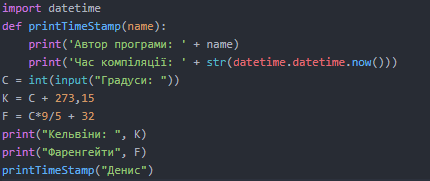 import datetime
def printTimeStamp(name):
    print('Автор програми: ' + name)
    print('Час компіляції: ' + str(datetime.datetime.now()))
C = int(input("Градуси: "))
K = C + 273,15
F = C*9/5 + 32
print("Кельвіни: ", K)
print("Фаренгейти", F)
printTimeStamp("Денис")